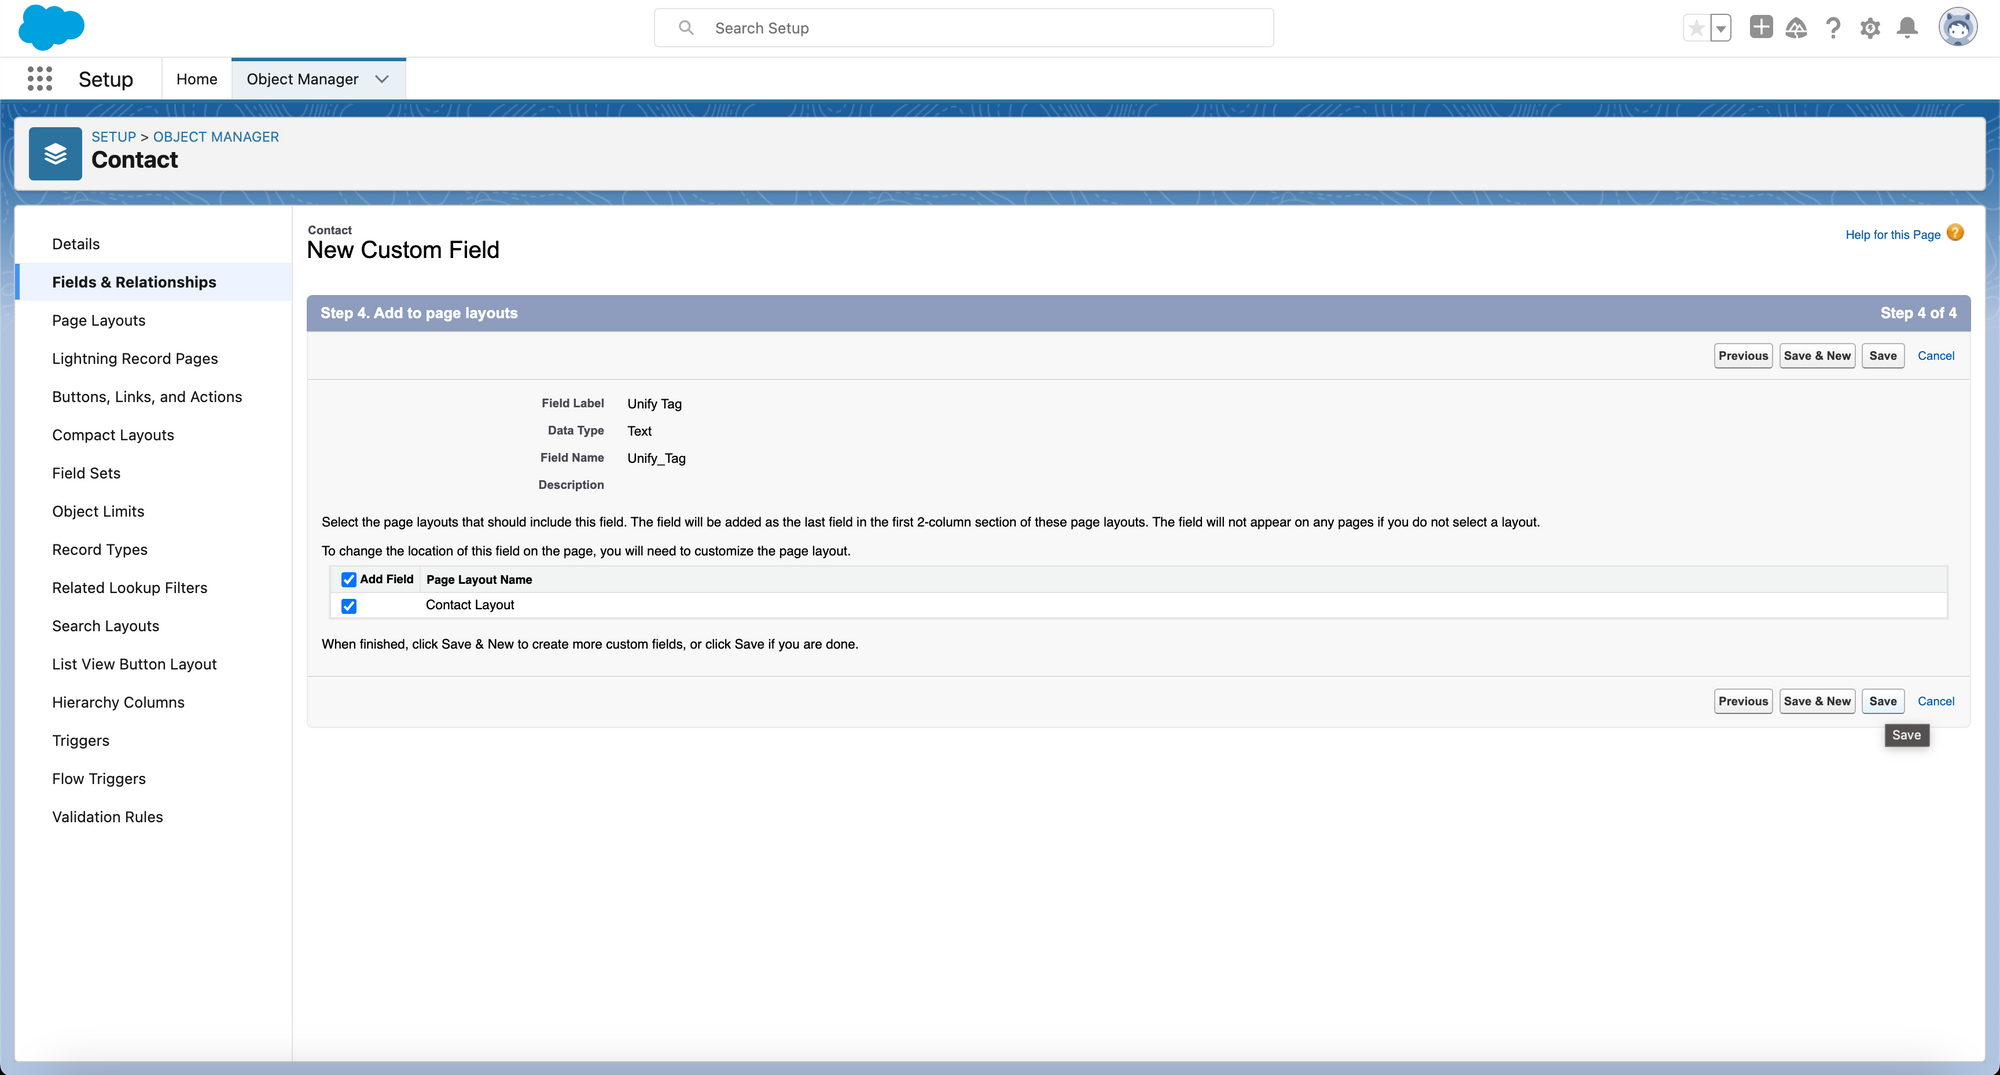 Search Setup
Setup
Home
Object Manager
SETUP > OBJECT MANAGER
Contact
Details
Fields & Relationships
Page Layouts
Lightning Record Pages
Buttons, Links, and Actions
Compact Layouts
Field Sets
Object Limits
Record Types
Related Lookup Filters
Search Layouts
List View Button Layout
Hierarchy Columns
Triggers
Flow Triggers
Validation Rules
Contact
New Custom Field
Help for this Page ?
Step 4. Add to page layouts
Step 4 of 4
Previous Save & New Save Cancel
Field Label Unify Tag
Data Type Text
Field Name Unify_Tag
Description
Select the page layouts that should include this field. The field will be added as the last field in the first 2-column section of these page layouts. The field will not appear on any pages if you do not select a layout.
To change the location of this field on the page, you will need to customize the page layout.
Add Field Page Layout Name
Contact Layout
When finished, click Save & New to create more custom fields, or click Save if you are done.
Previous Save & New Save Cancel
Save